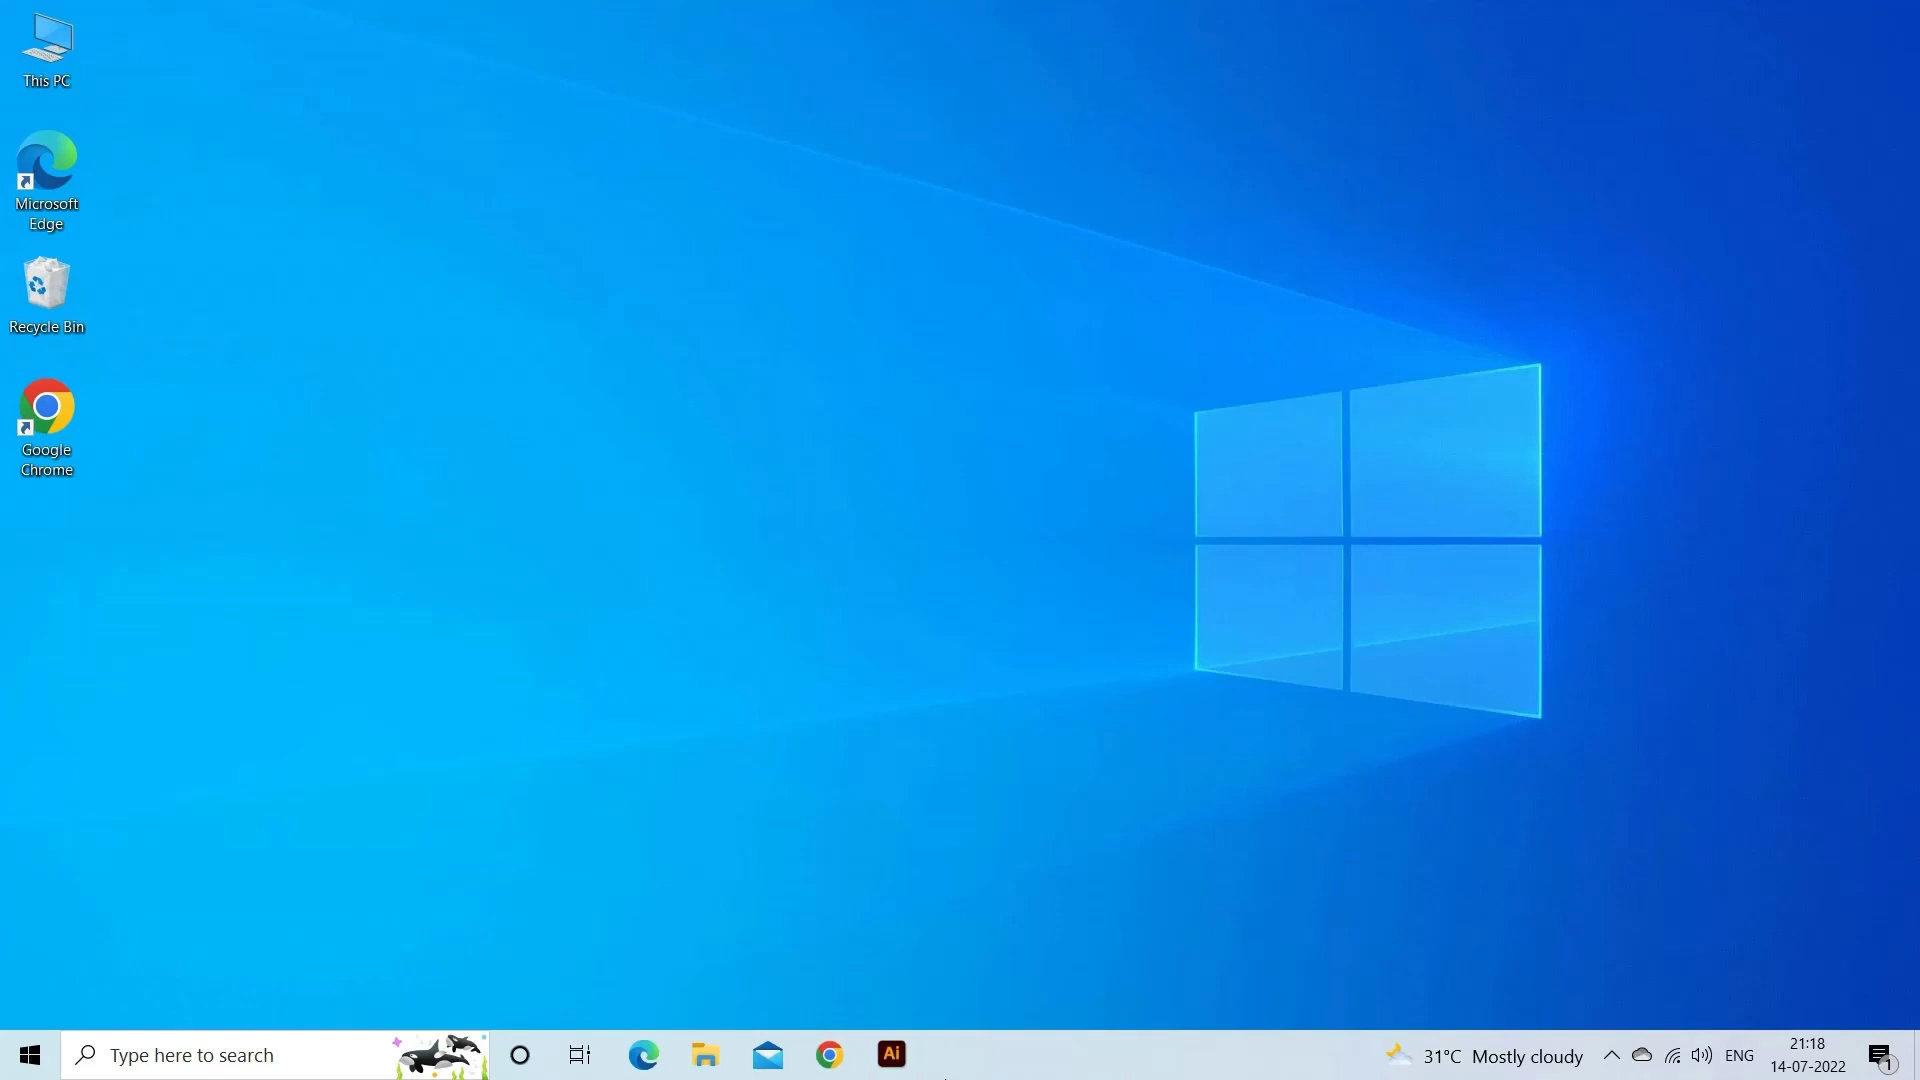 This PC
Microsoft
Edge
Recycle Bin
Google
Chrome
Type here to search
Ai
31°C Mostly cloudy
ENG
21:18
14-07-2022
1